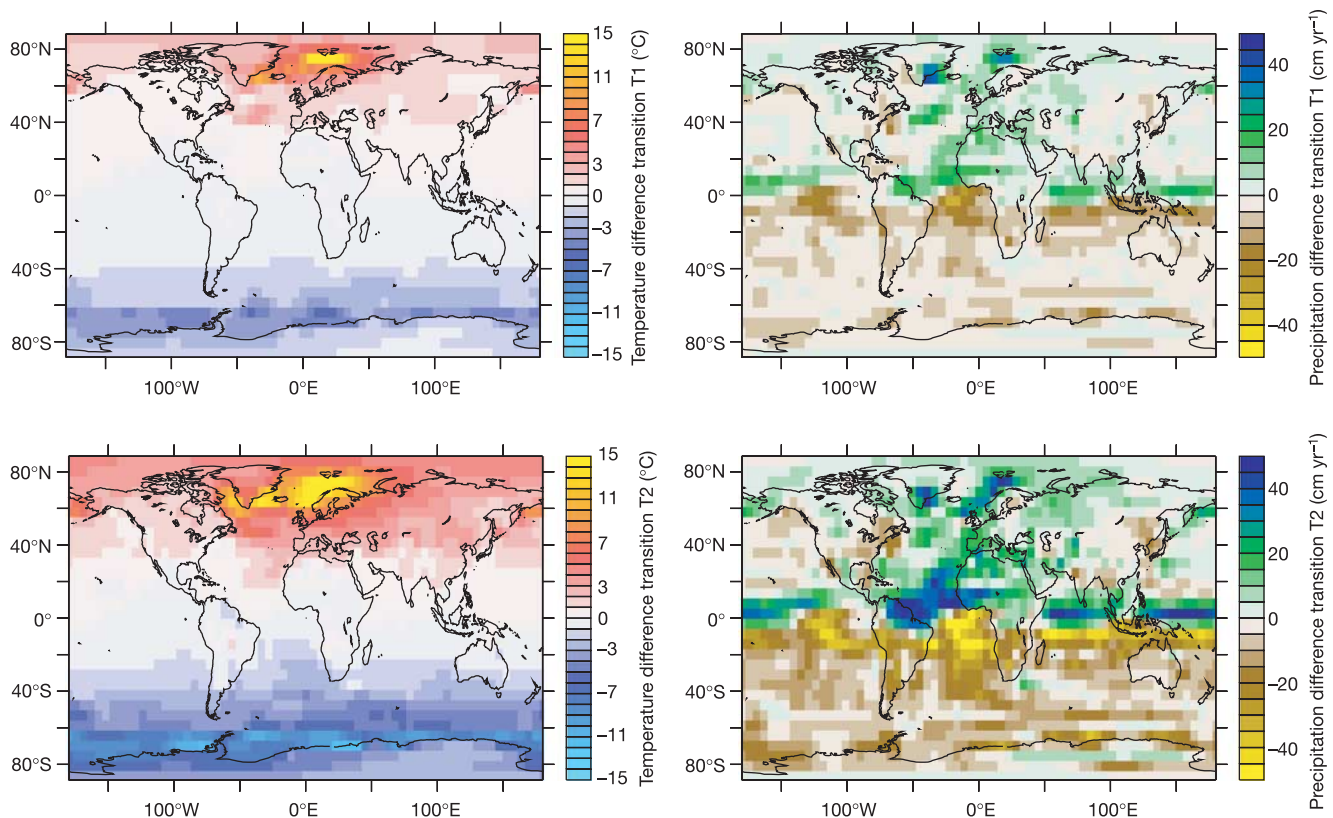 80°N
40°N
0°
40°S
80°S
100°W
0°E
100°E
15
11
7
3
0
−3
−7
−11
−15
Temperature difference transition T1 (°C)
80°N
40°N
0°
40°S
80°S
100°W
0°E
100°E
40
20
0
−20
−40
Precipitation difference transition T1 (cm yr⁻¹)
80°N
40°N
0°
40°S
80°S
100°W
0°E
100°E
15
11
7
3
0
−3
−7
−11
−15
Temperature difference transition T2 (°C)
80°N
40°N
0°
40°S
80°S
100°W
0°E
100°E
40
20
0
−20
−40
Precipitation difference transition T2 (cm yr⁻¹)